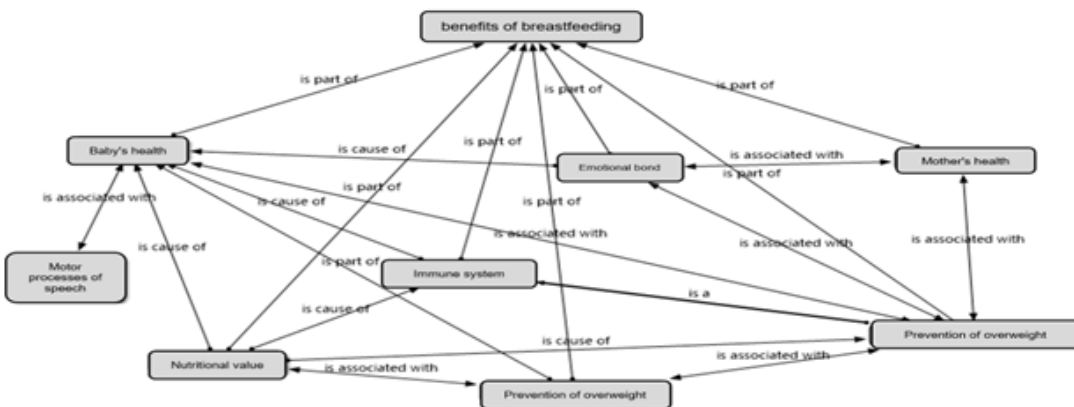 benefits of breastfeeding
is part of
is part of
is part of
Baby's health
is part of
is cause of
Emotional bond
is associated with
Mother's health
is part of
is associated with
is part of
is cause of
is part of
is associated with
is associated with
is associated with
is cause of
Motor
processes of
speech
is part of
Immune system
is a
is cause of
Prevention of overweight
is cause of
Nutritional value
is associated with
is associated with
Prevention of overweight